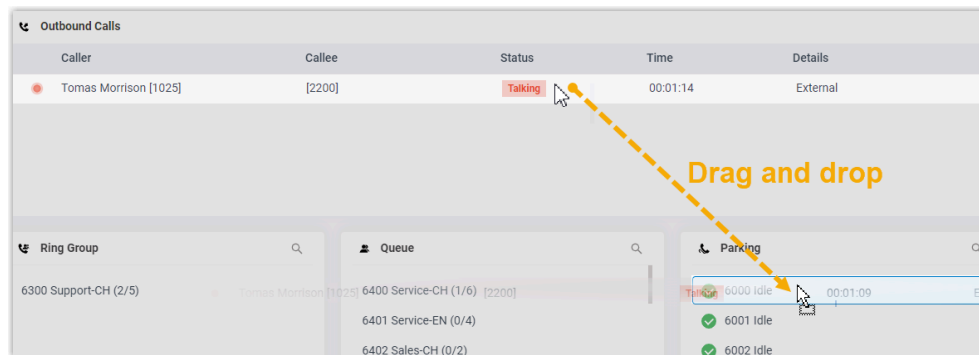 Outbound Calls
Caller Callee Status Time Details
Tomas Morrison [1025] [2200] Talking 00:01:14 External
Drag and drop
Ring Group Queue Parking
6300 Support-CH (2/5) Tomas Morrison [1025] 6400 Service-CH (1/6) [2200] Talking 6000 Idle 00:01:09 E
6401 Service-EN (0/4) 6001 Idle
6402 Sales-CH (0/2) 6002 Idle